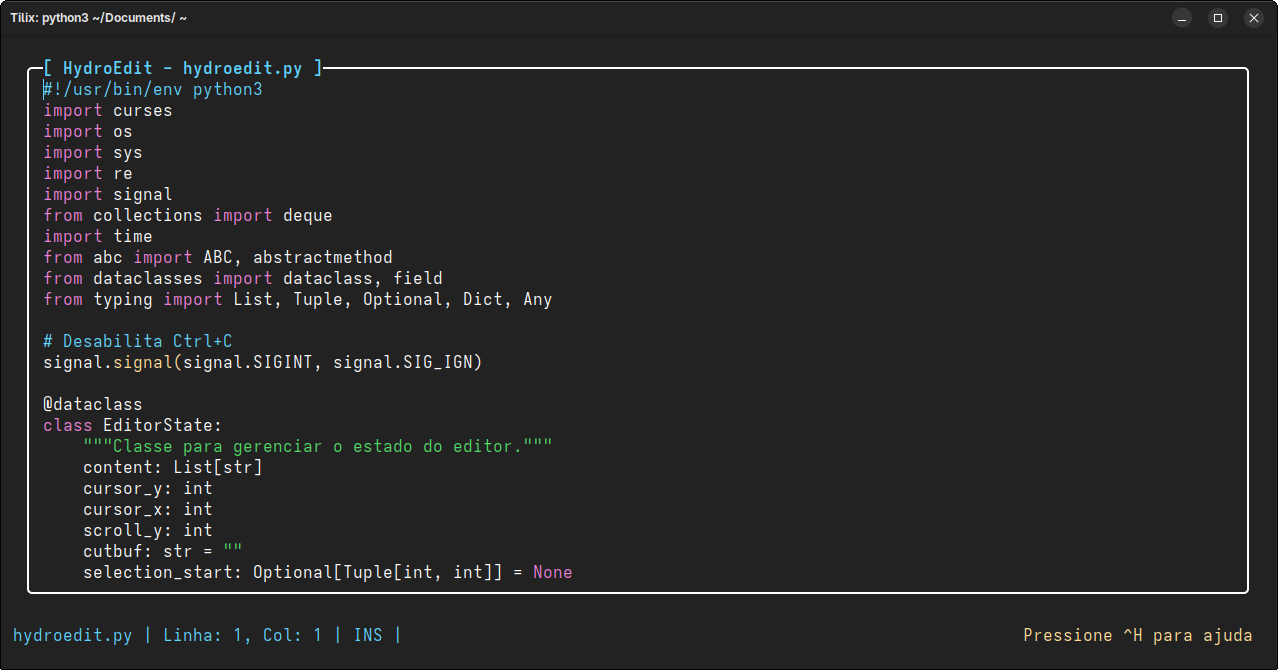 Tilix: python3 ~/Documents/ ~
[ HydroEdit - hydroedit.py ]
#!/usr/bin/env python3
import curses
import os
import sys
import re
import signal
from collections import deque
import time
from abc import ABC, abstractmethod
from dataclasses import dataclass, field
from typing import List, Tuple, Optional, Dict, Any

# Desabilita Ctrl+C
signal.signal(signal.SIGINT, signal.SIG_IGN)

@dataclass
class EditorState:
    """Classe para gerenciar o estado do editor."""
    content: List[str]
    cursor_y: int
    cursor_x: int
    scroll_y: int
    cutbuf: str = ""
    selection_start: Optional[Tuple[int, int]] = None
hydroedit.py | Linha: 1, Col: 1 | INS |
Pressione ^H para ajuda